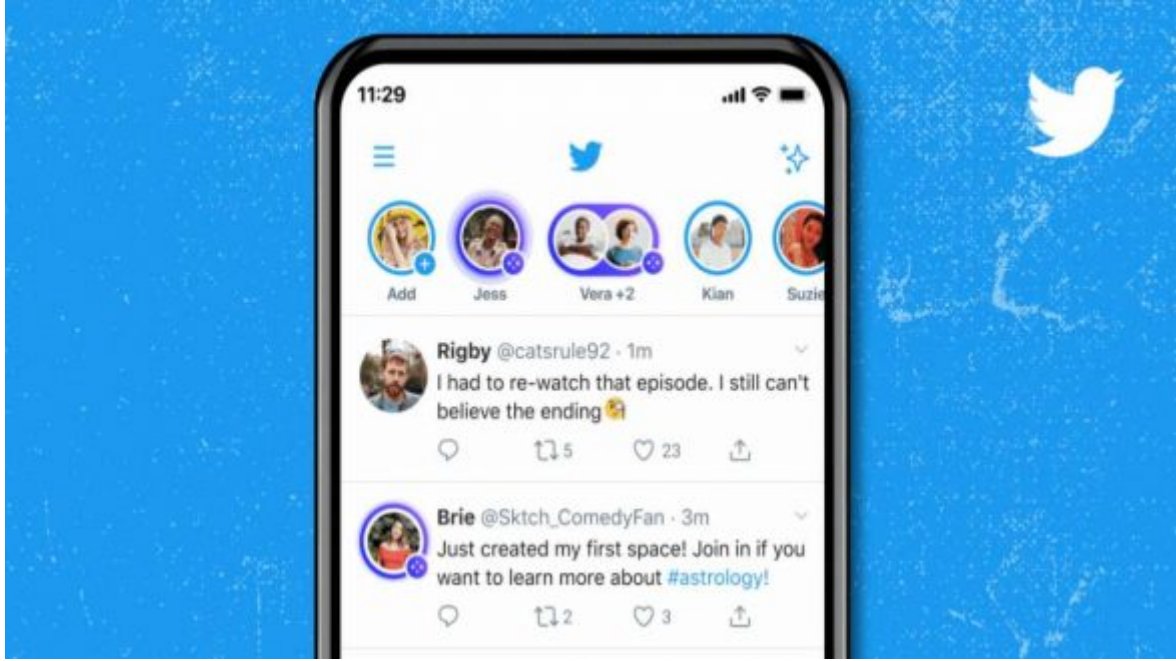 11:29
Add
Jess
Vera +2
Kian
Suzie
Rigby @catsrule92 · 1m
I had to re-watch that episode. I still can't
believe the ending🧐
5
23
Brie @Sktch_ComedyFan · 3m
Just created my first space! Join in if you
want to learn more about #astrology!
2
3